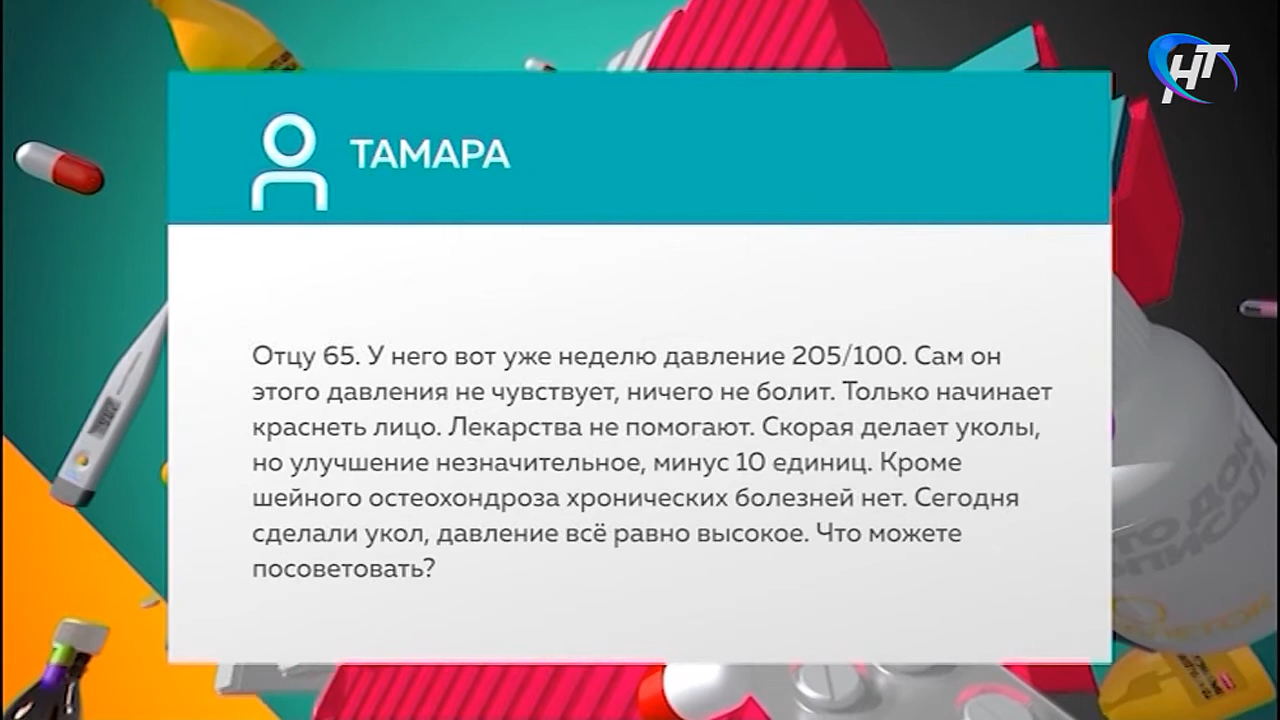 НТ
ТАМАРА
Отцу 65. У него вот уже неделю давление 205/100. Сам он
этого давления не чувствует, ничего не болит. Только начинает
краснеть лицо. Лекарства не помогают. Скорая делает уколы,
но улучшение незначительное, минус 10 единиц. Кроме
шейного остеохондроза хронических болезней нет. Сегодня
сделали укол, давление всё равно высокое. Что можете
посоветовать?